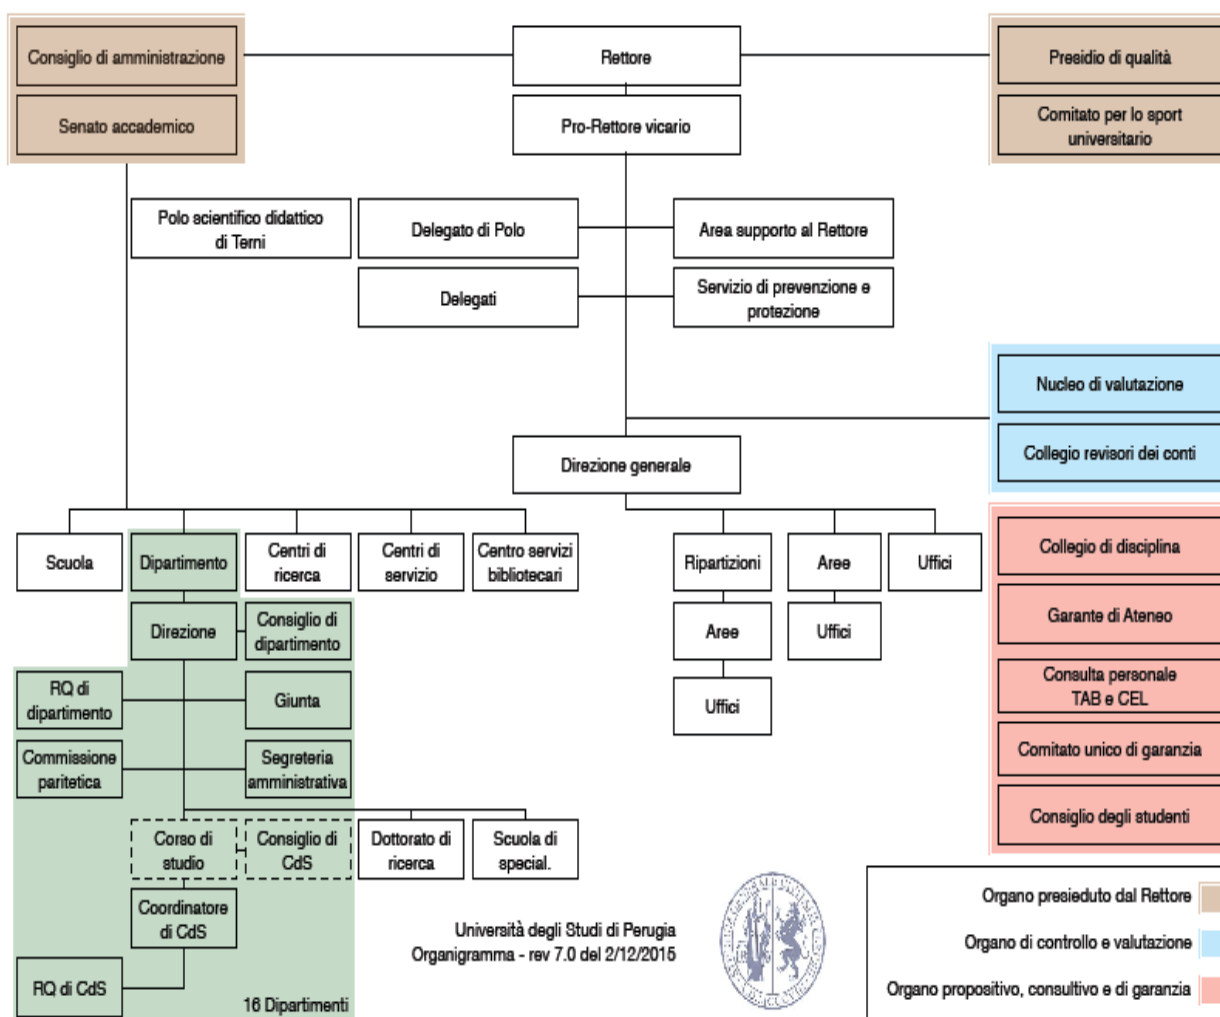 Consiglio di amministrazione
Rettore
Presidio di qualità
Senato accademico
Pro-Rettore vicario
Comitato per lo sport
universitario
Polo scientifico didattico
di Terni
Delegato di Polo
Area supporto al Rettore
Delegati
Servizio di prevenzione e
protezione
Nucleo di valutazione
Collegio revisori dei conti
Direzione generale
Scuola
Dipartimento
Centri di
ricerca
Centri di
servizio
Centro servizi
bibliotecari
Ripartizioni
Aree
Uffici
Collegio di disciplina
Direzione
Consiglio di
dipartimento
Aree
Uffici
Garante di Ateneo
RQ di
dipartimento
Giunta
Uffici
Consulta personale
TAB e CEL
Commissione
paritetica
Segreteria
amministrativa
Comitato unico di garanzia
Corso di
studio
Consiglio di
CdS
Dottorato di
ricerca
Scuola di
special.
Consiglio degli studenti
Coordinatore
di CdS
RQ di CdS
16 Dipartimenti
Università degli Studi di Perugia
Organigramma - rev 7.0 del 2/12/2015
Organo presieduto dal Rettore
Organo di controllo e valutazione
Organo propositivo, consultivo e di garanzia